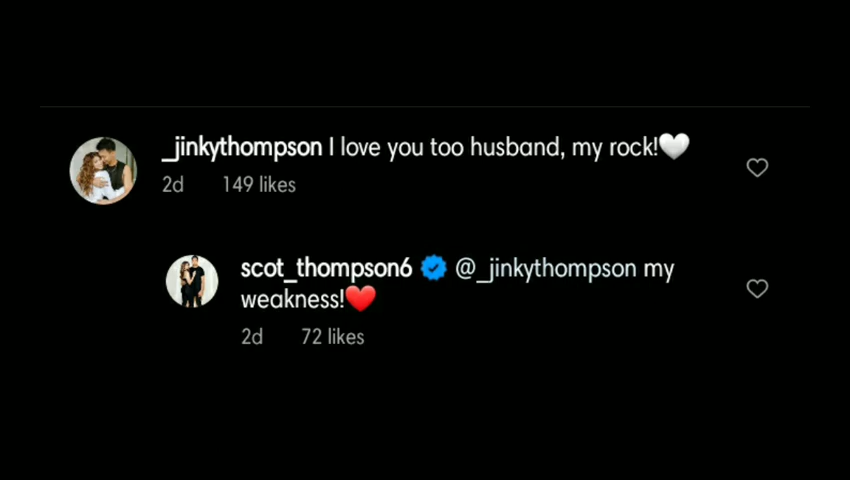 _jinkythompson I love you too husband, my rock!🤍
2d 149 likes
scot_thompson6 @_jinkythompson my
weakness!❤️
2d 72 likes